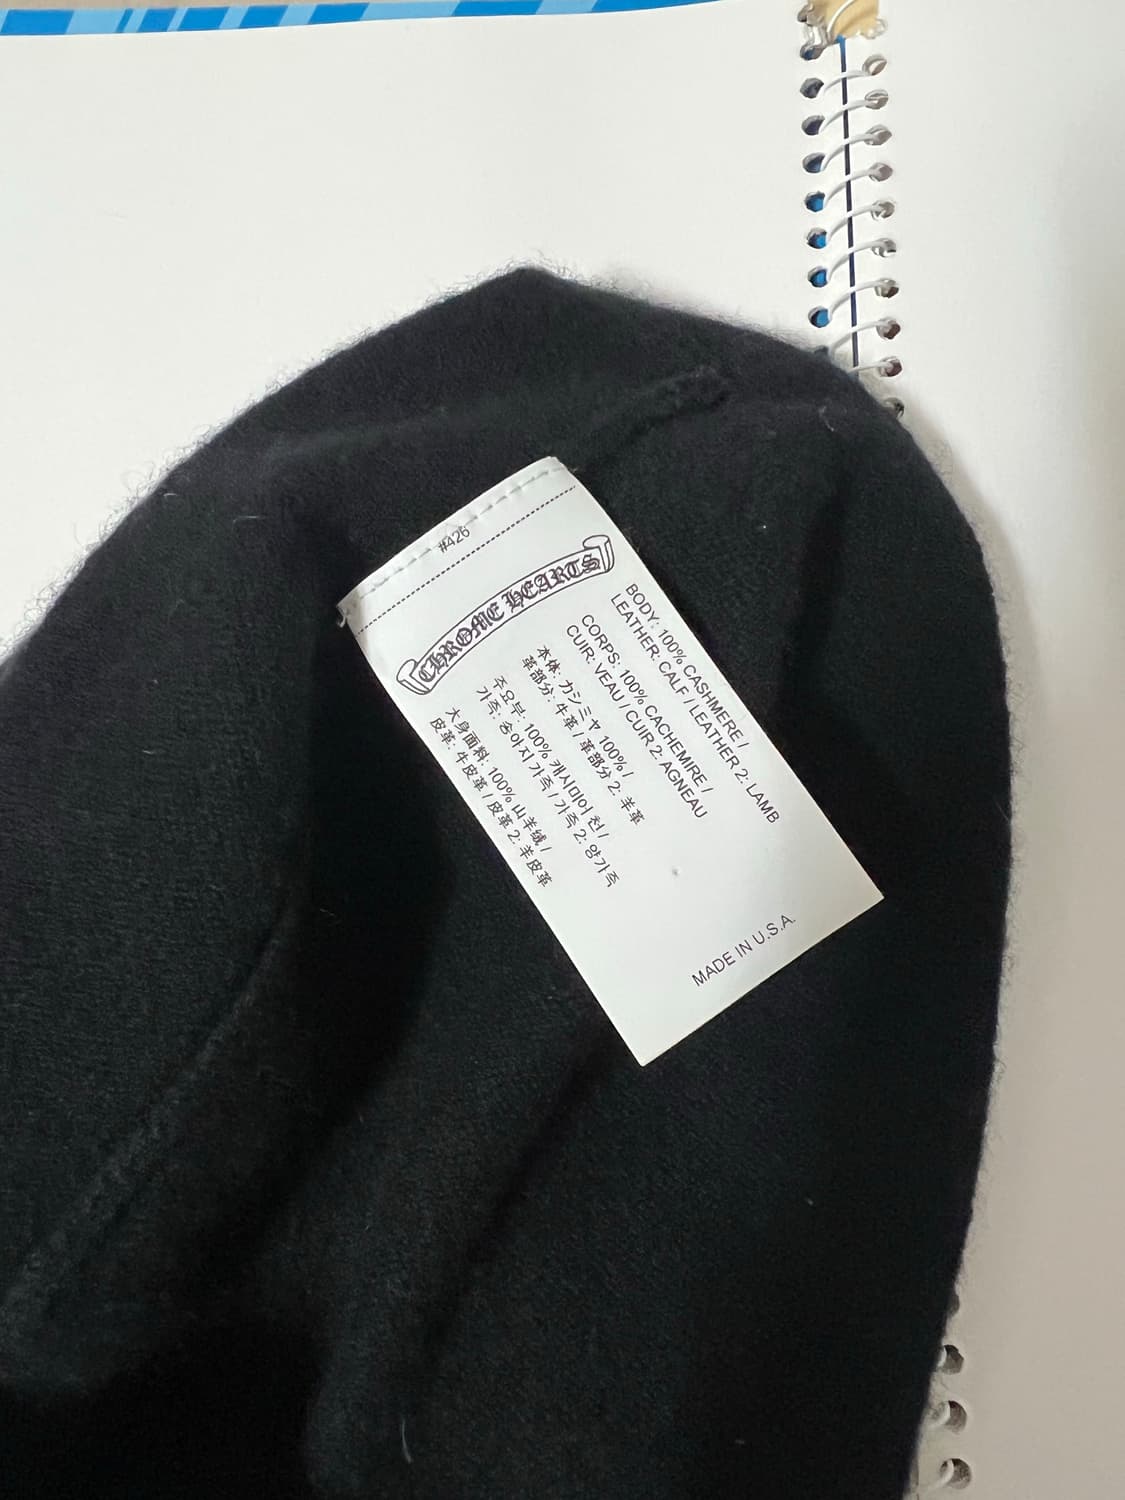 #426
CHROME HEARTS
BODY: 100% CASHMERE /
LEATHER: CALF / LEATHER 2: LAMB
CORPS: 100% CACHEMIRE /
CUIR: VEAU / CUIR 2: AGNEAU
本体: カシミヤ 100% /
革部分: 牛革 / 革部分 2: 羊革
주요부: 100% 캐시미어 천 /
가죽: 송아지 가죽 / 가죽 2: 양가죽
大身面料: 100% 山羊绒 /
皮革: 牛皮革 / 皮革 2: 羊皮革
MADE IN U.S.A.